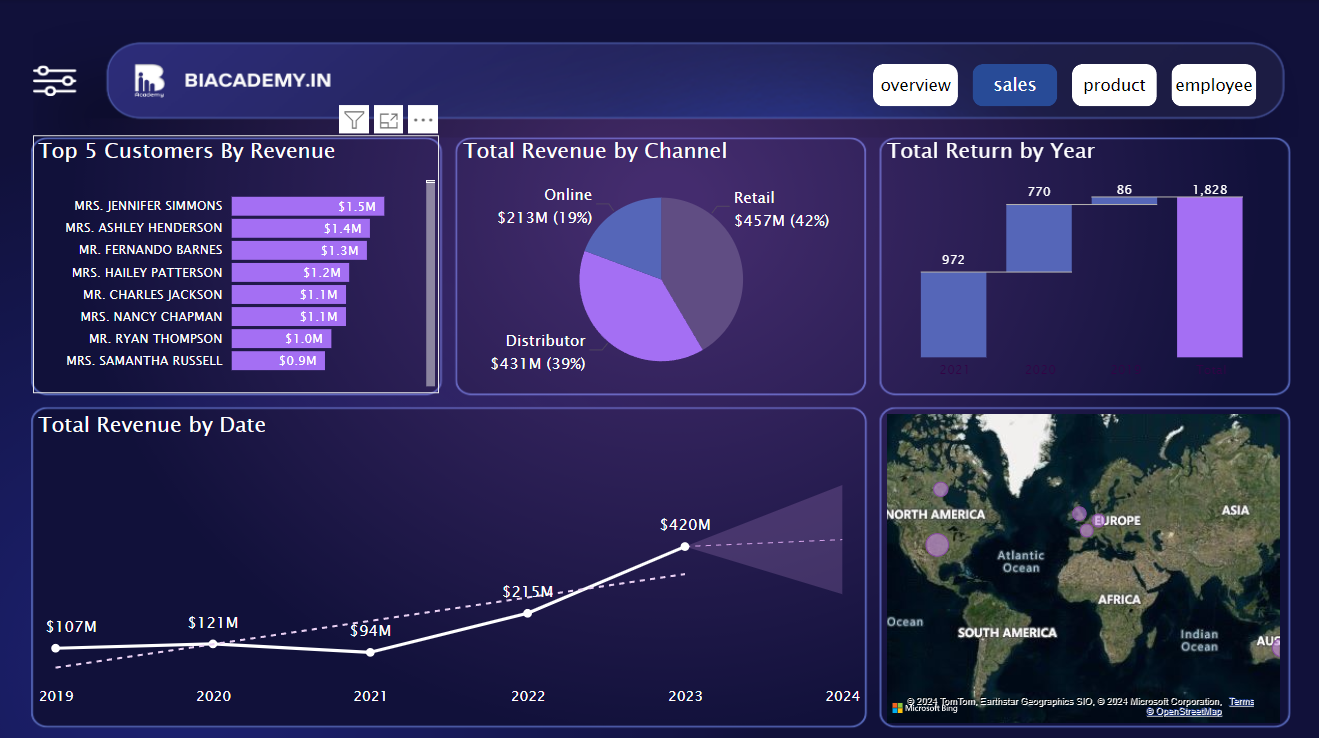 BIACADEMY.IN
Academy
overview
sales
product
employee
Top 5 Customers By Revenue
MRS. JENNIFER SIMMONS $1.5M
MRS. ASHLEY HENDERSON $1.4M
MR. FERNANDO BARNES $1.3M
MRS. HAILEY PATTERSON $1.2M
MR. CHARLES JACKSON $1.1M
MRS. NANCY CHAPMAN $1.1M
MR. RYAN THOMPSON $1.0M
MRS. SAMANTHA RUSSELL $0.9M
Total Revenue by Channel
Online
$213M (19%)
Retail
$457M (42%)
Distributor
$431M (39%)
Total Return by Year
972
770
86
1,828
2021
2020
Total Revenue by Date
$107M
$121M
$94M
$215M
$420M
2019 2020 2021 2022 2023 2024
NORTH AMERICA
EUROPE
ASIA
Atlantic
Ocean
AFRICA
Ocean
SOUTH AMERICA
Indian
Ocean
AUS
© 2024 TomTom, Earthstar Geographics SIO, © 2024 Microsoft Corporation, Terms
Microsoft Bing
© OpenStreetMap